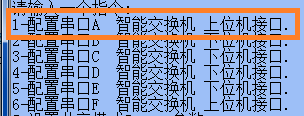 请输入一个指令:
1-配置串口A 智能交换机 上位机接口.
2-配置串口B 智能交换机 下位机接口.
3-配置串口C 智能交换机 下位机接口.
4-配置串口D 智能交换机 下位机接口.
5-配置串口E 智能交换机 下位机接口.
6-配置串口F 智能交换机 下位机接口.